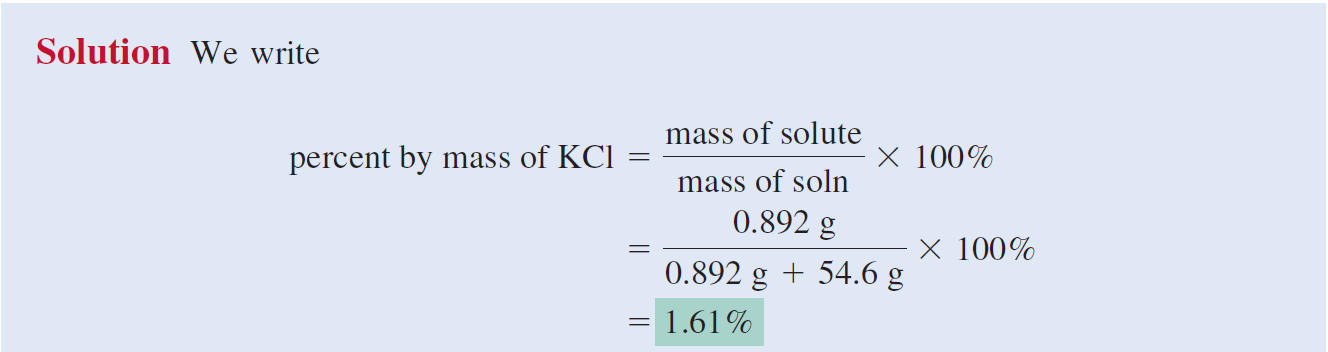 Solution We write
percent by mass of KCl = mass of solute / mass of soln × 100%
= 0.892 g / 0.892 g + 54.6 g × 100%
= 1.61%